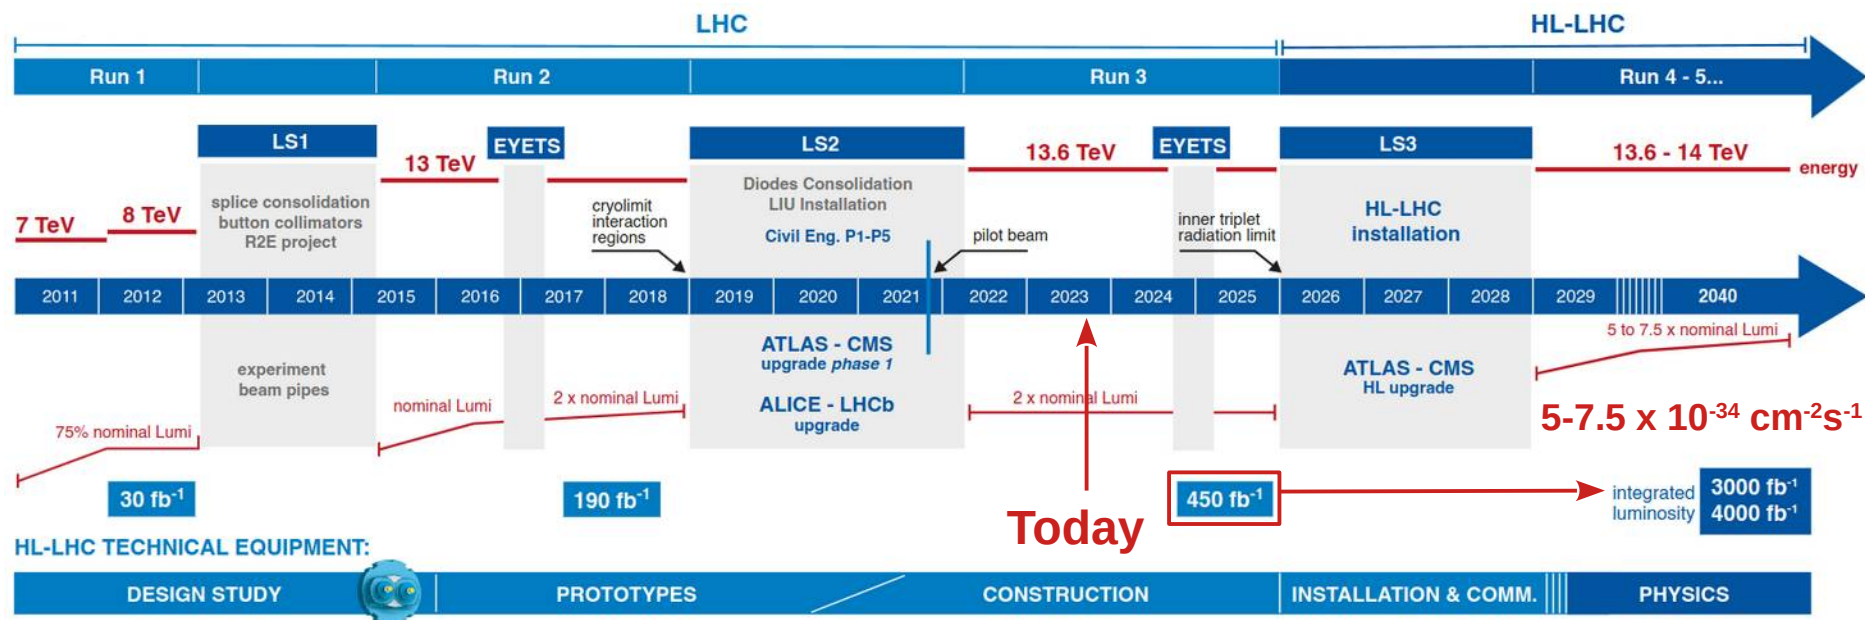 LHC
HL-LHC
Run 1
Run 2
Run 3
Run 4 - 5...
LS1
EYETS
LS2
EYETS
LS3
7 TeV
8 TeV
13 TeV
13.6 TeV
13.6 - 14 TeV
energy
splice consolidation
button collimators
R2E project
cryolimit
interaction
regions
Diodes Consolidation
LIU Installation
Civil Eng. P1-P5
pilot beam
inner triplet
radiation limit
HL-LHC
installation
2011
2012
2013
2014
2015
2016
2017
2018
2019
2020
2021
2022
2023
2024
2025
2026
2027
2028
2029
2040
experiment
beam pipes
ATLAS - CMS
upgrade phase 1
ALICE - LHCb
upgrade
ATLAS - CMS
HL upgrade
75% nominal Lumi
nominal Lumi
2 x nominal Lumi
2 x nominal Lumi
5 to 7.5 x nominal Lumi
5-7.5 x 10⁻³⁴ cm⁻²s⁻¹
30 fb⁻¹
190 fb⁻¹
450 fb⁻¹
integrated
luminosity
3000 fb⁻¹
4000 fb⁻¹
Today
HL-LHC TECHNICAL EQUIPMENT:
DESIGN STUDY
PROTOTYPES
CONSTRUCTION
INSTALLATION & COMM.
PHYSICS